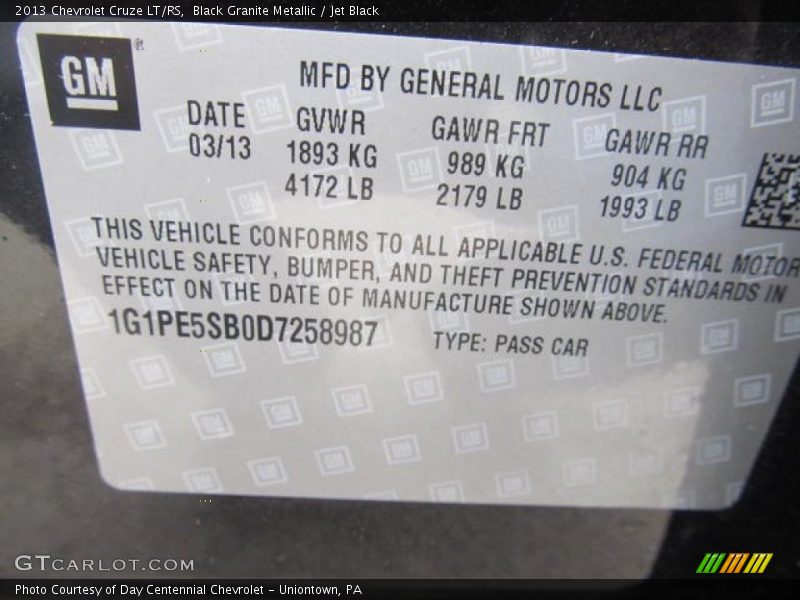 2013 Chevrolet Cruze LT/RS, Black Granite Metallic / Jet Black
GM
MFD BY GENERAL MOTORS LLC
DATE GVWR GAWR FRT GAWR RR
03/13 1893 KG 989 KG 904 KG
4172 LB 2179 LB 1993 LB
THIS VEHICLE CONFORMS TO ALL APPLICABLE U.S. FEDERAL MOTOR
VEHICLE SAFETY, BUMPER, AND THEFT PREVENTION STANDARDS IN
EFFECT ON THE DATE OF MANUFACTURE SHOWN ABOVE.
1G1PE5SB0D7258987 TYPE: PASS CAR
GTCARLOT.COM
Photo Courtesy of Day Centennial Chevrolet - Uniontown, PA